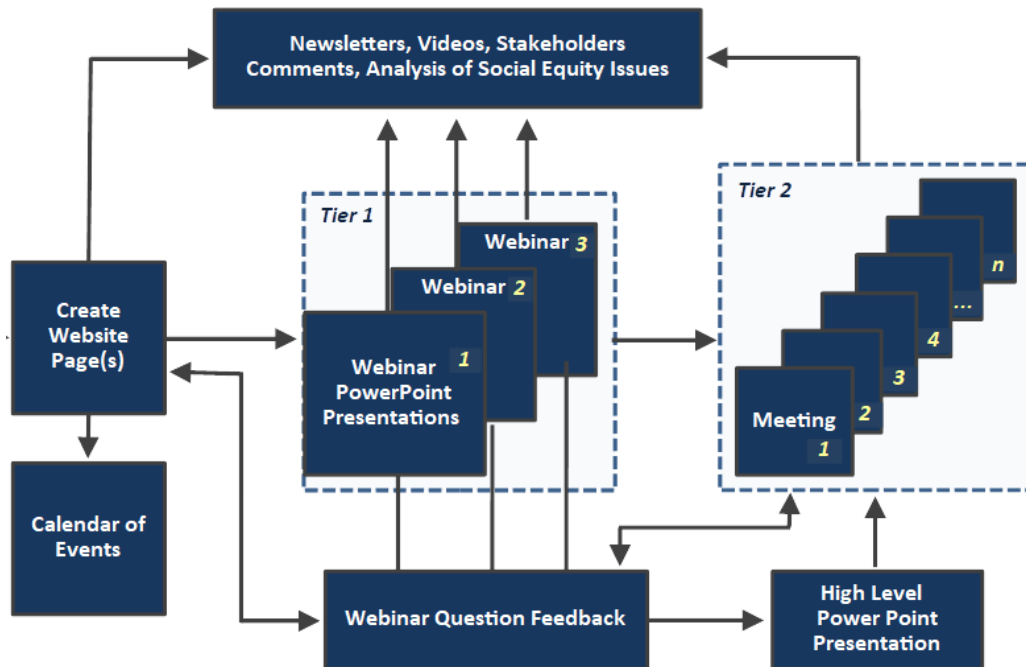 Newsletters, Videos, Stakeholders
Comments, Analysis of Social Equity Issues
Tier 1
Webinar 3
Webinar 2
1
Webinar
PowerPoint
Presentations
Tier 2
n
...
4
3
2
Meeting
1
Create
Website
Page(s)
Calendar of
Events
Webinar Question Feedback
High Level
Power Point
Presentation